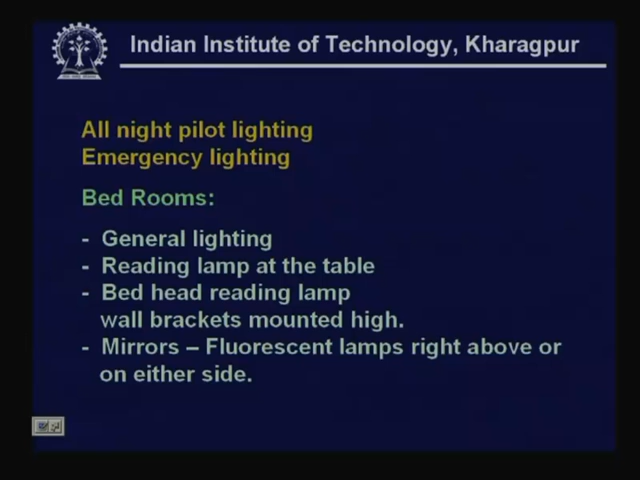 Indian Institute of Technology, Kharagpur
All night pilot lighting
Emergency lighting
Bed Rooms:
- General lighting
- Reading lamp at the table
- Bed head reading lamp
wall brackets mounted high.
- Mirrors – Fluorescent lamps right above or
on either side.